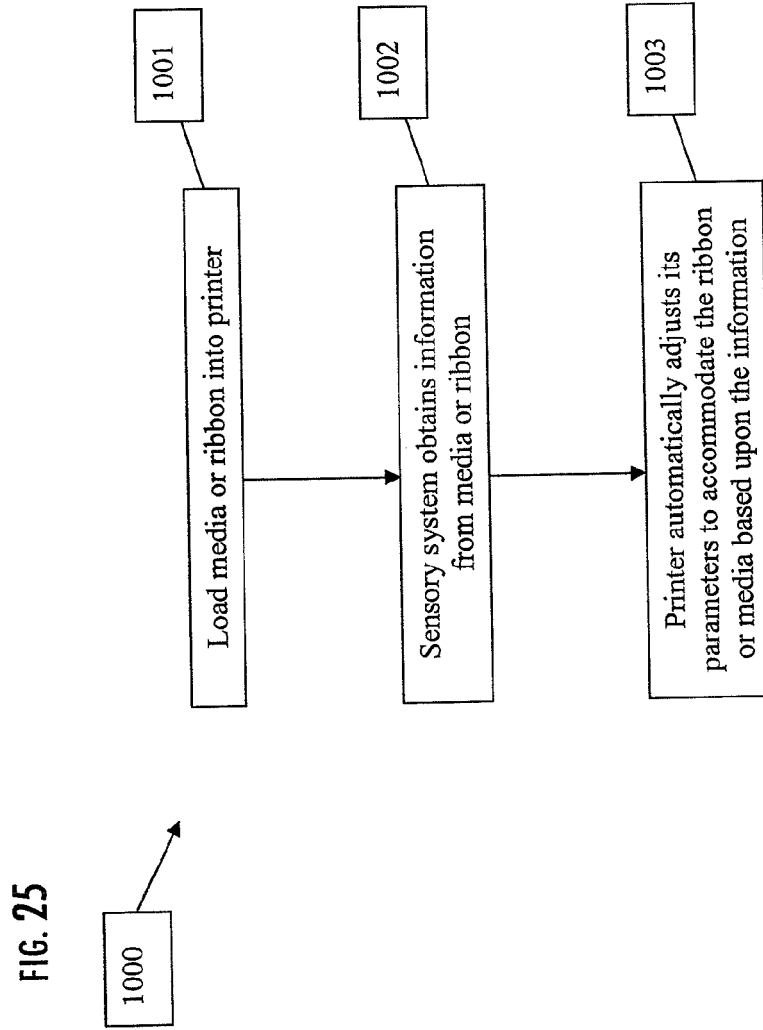 FIG. 25
1000
1001
Load media or ribbon into printer
1002
Sensory system obtains information
from media or ribbon
1003
Printer automatically adjusts its
parameters to accommodate the ribbon
or media based upon the information